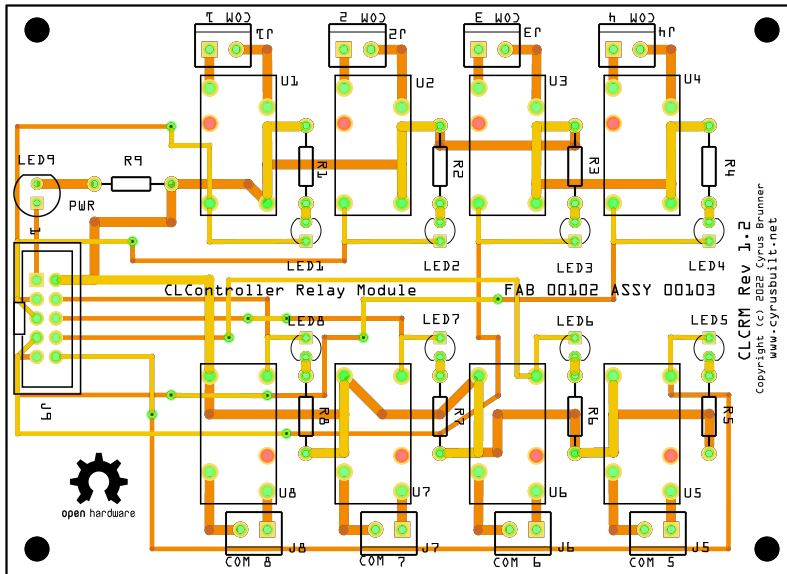 1 COM J1
2 COM J2
3 COM J3
4 COM J4
U1
U2
U3
U4
LED9
R9
R1
R2
R3
R4
PWR
1
LED1
LED2
LED3
LED4
CLController Relay Module
FAB 00102 ASSY 00103
CLCRM Rev 1.2
Copyright (c) 2022 Cyrus Brunner
www.cyrusbuilt.net
LED8
LED7
LED6
LED5
J9
R8
R7
R6
R5
U8
U7
U6
U5
open hardware
COM 8 J8
COM 7 J7
COM 6 J6
COM 5 J5